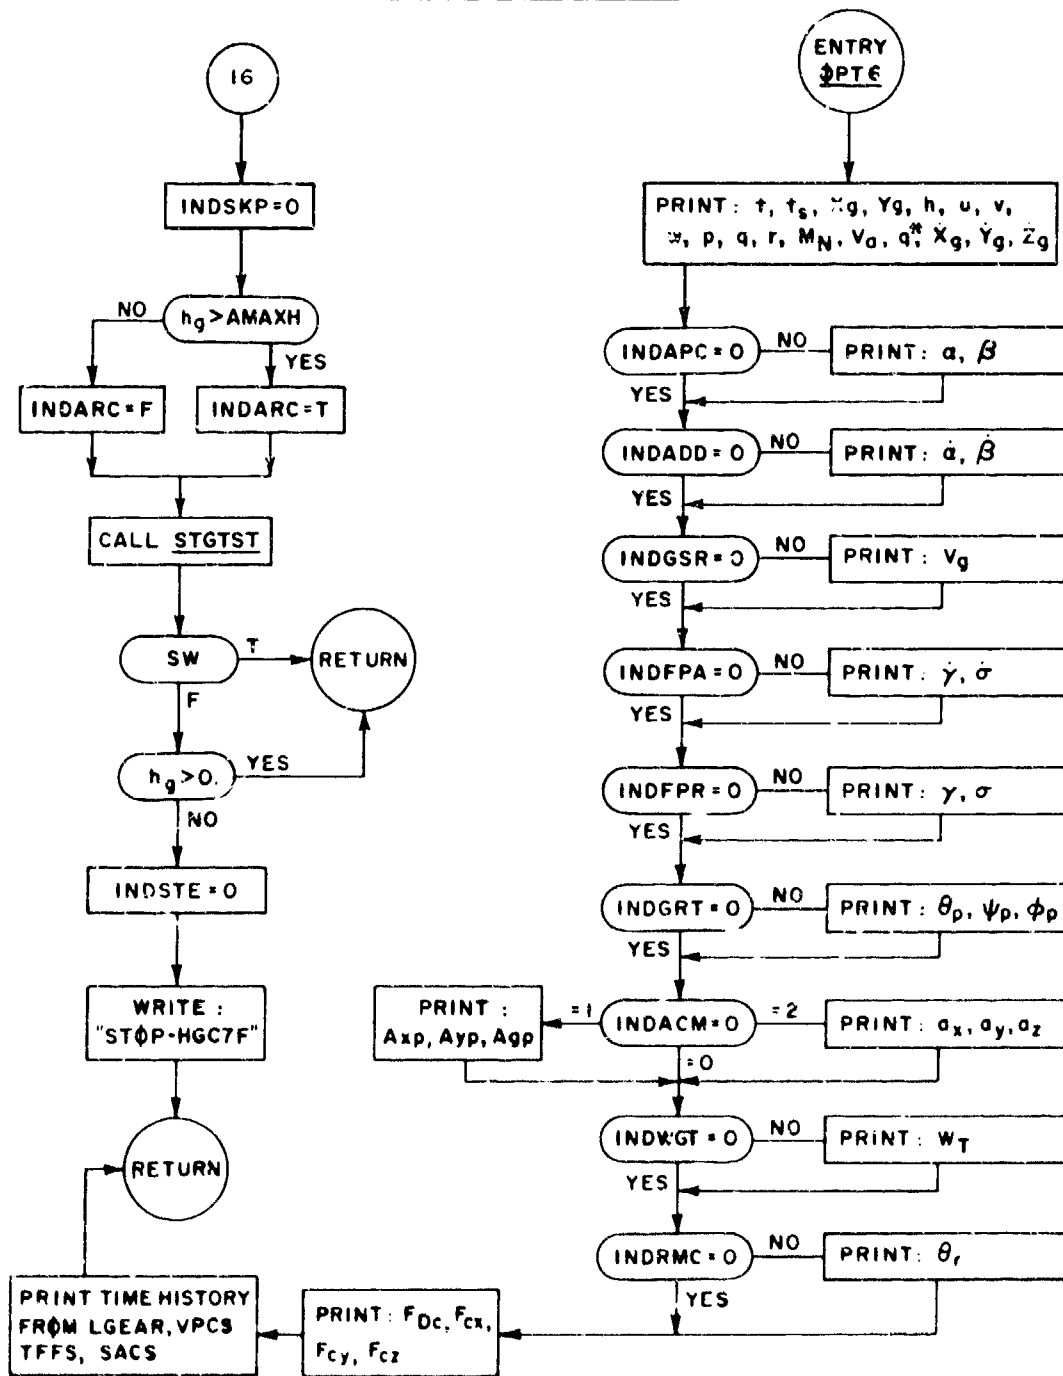 16
INDSKP=0
NO
hg>AMAXH
YES
INDARC=F
INDARC=T
CALL STGTST
SW
T
RETURN
F
hg>0.
YES
NO
INDSTE=0
WRITE:
"STØP-HGC7F"
RETURN
PRINT TIME HISTORY
FRØM LGEAR, VPCS
TFFS, SACS
ENTRY
ØPT6
PRINT: t, ts, Xg, Yg, h, u, v,
w, p, q, r, MN, Va, q*, Ẋg, Ẏg, Żg
INDAPC=0
NO
PRINT: α, β
YES
INDADD=0
NO
PRINT: α̇, β̇
YES
INDGSR=0
NO
PRINT: Vg
YES
INDFPA=0
NO
PRINT: γ̇, σ̇
YES
INDFPR=0
NO
PRINT: γ, σ
YES
INDGRT=0
NO
PRINT: θp, ψp, ϕp
YES
PRINT:
Axp, Ayp, Agp
=1
INDACM=0
=2
PRINT: ax, ay, az
=0
INDWGT=0
NO
PRINT: WT
YES
INDRMC=0
NO
PRINT: θr
YES
PRINT: FDc, Fcx,
Fcy, Fcz